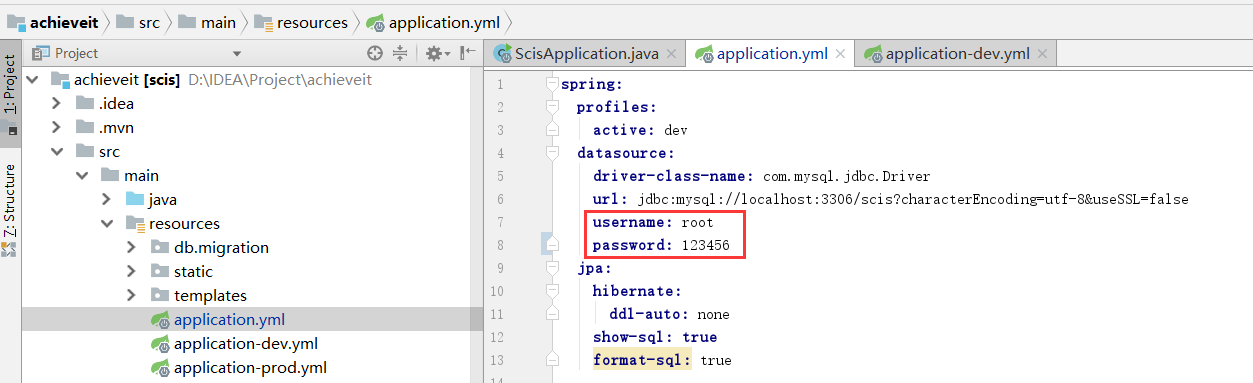 achieveit src main resources application.yml
1: Project
Z: Structure
Project
achieveit [scis] D:\IDEA\Project\achieveit
.idea
.mvn
src
main
java
resources
db.migration
static
templates
application.yml
application-dev.yml
application-prod.yml
ScisApplication.java application.yml application-dev.yml
1 spring:
2 profiles:
3 active: dev
4 datasource:
5 driver-class-name: com.mysql.jdbc.Driver
6 url: jdbc:mysql://localhost:3306/scis?characterEncoding=utf-8&useSSL=false
7 username: root
8 password: 123456
9 jpa:
10 hibernate:
11 ddl-auto: none
12 show-sql: true
13 format-sql: true